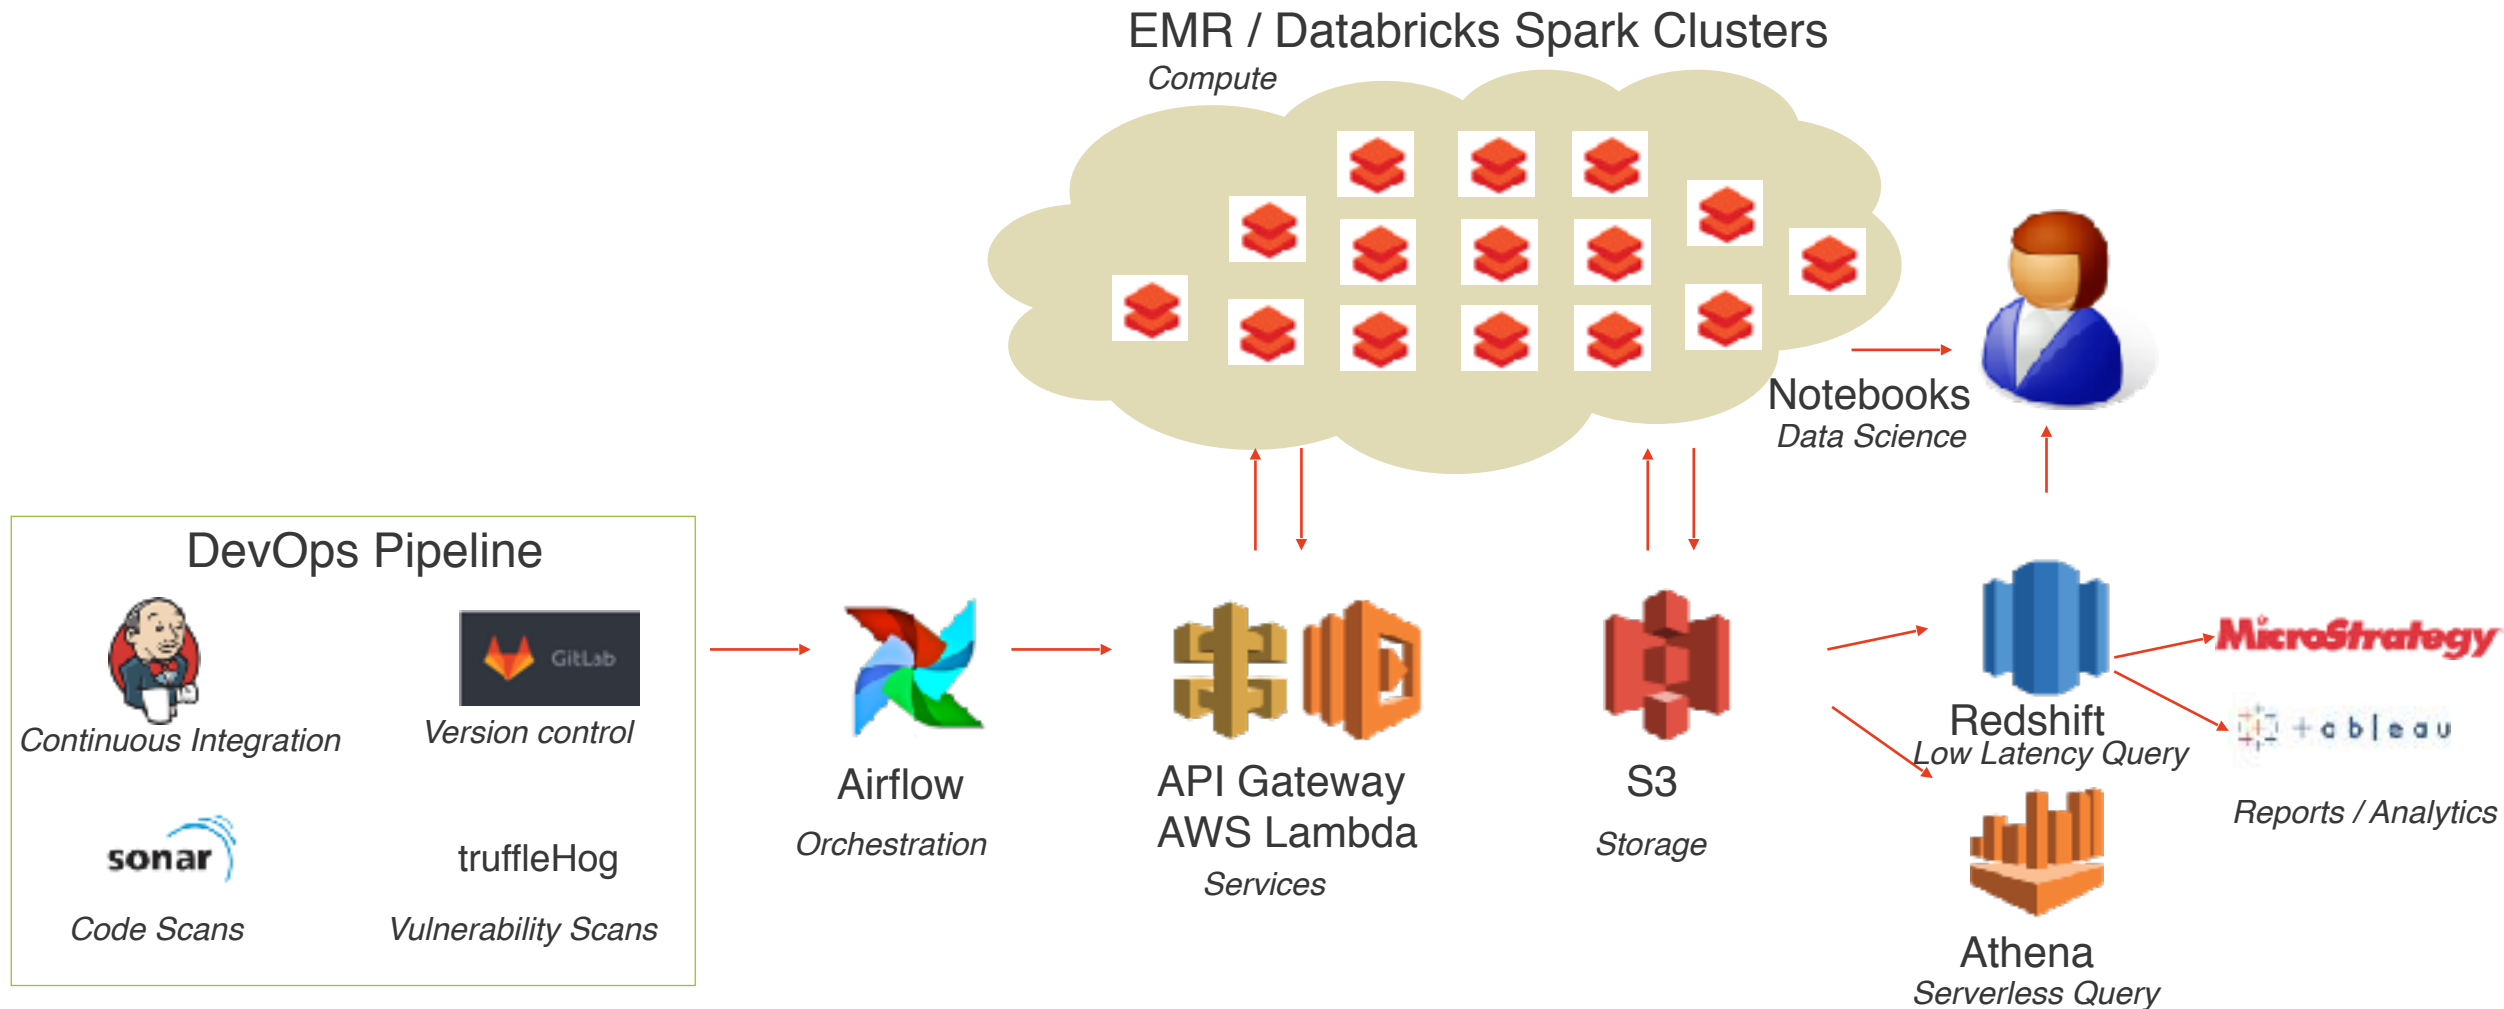 EMR / Databricks Spark Clusters
Compute
Notebooks
Data Science
DevOps Pipeline
GitLab
Continuous Integration
Version control
sonar
truffleHog
Code Scans
Vulnerability Scans
Airflow
Orchestration
API Gateway
AWS Lambda
Services
S3
Storage
Redshift
Low Latency Query
MicroStrategy
+ableau
Reports / Analytics
Athena
Serverless Query